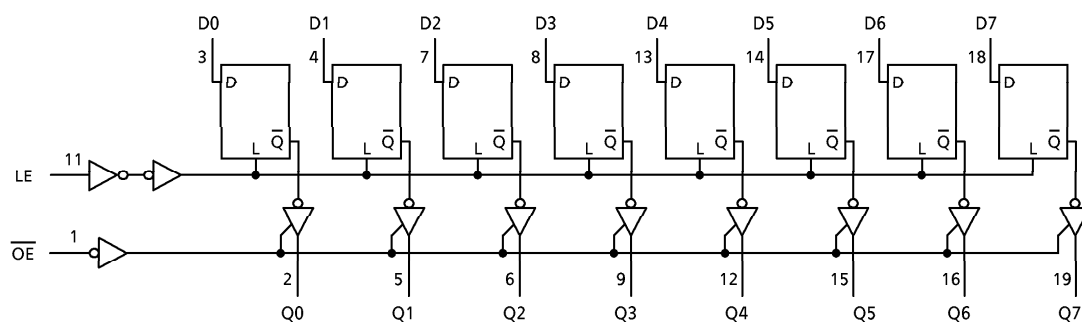 D0 D1 D2 D3 D4 D5 D6 D7
3 4 7 8 13 14 17 18
D D D D D D D D
Q̅ Q̅ Q̅ Q̅ Q̅ Q̅ Q̅ Q̅
L L L L L L L L
11
LE
1
O̅E̅
2 5 6 9 12 15 16 19
Q0 Q1 Q2 Q3 Q4 Q5 Q6 Q7